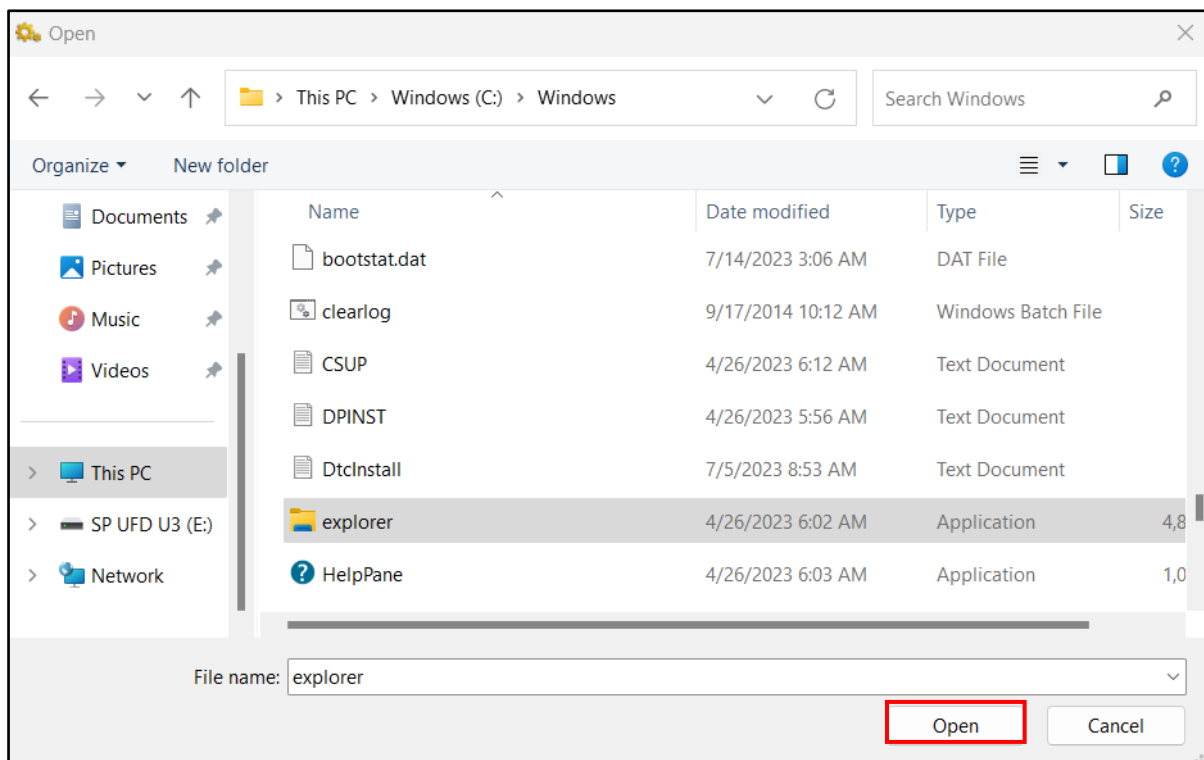 Open
This PC > Windows (C:) > Windows
Search Windows
Organize New folder
Name Date modified Type Size
Documents
Pictures
Music
Videos
This PC
SP UFD U3 (E:)
Network
bootstat.dat 7/14/2023 3:06 AM DAT File
clearlog 9/17/2014 10:12 AM Windows Batch File
CSUP 4/26/2023 6:12 AM Text Document
DPINST 4/26/2023 5:56 AM Text Document
DtcInstall 7/5/2023 8:53 AM Text Document
explorer 4/26/2023 6:02 AM Application 4,8
HelpPane 4/26/2023 6:03 AM Application 1,0
File name: explorer
Open Cancel